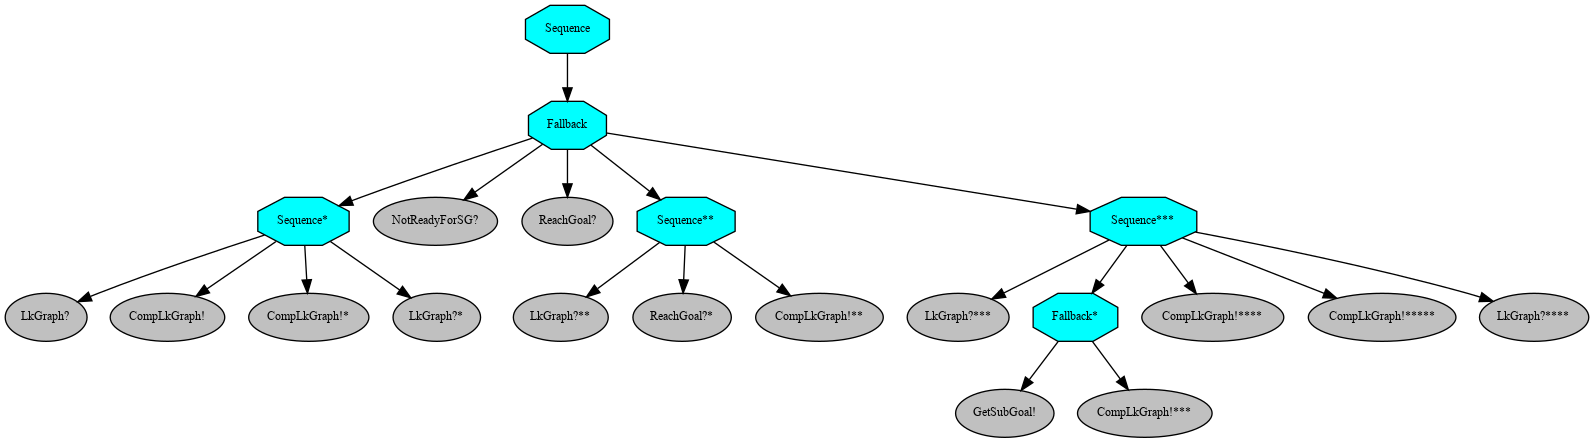 Sequence
Fallback
Sequence*
NotReadyForSG?
ReachGoal?
Sequence**
Sequence***
LkGraph?
CompLkGraph!
CompLkGraph!*
LkGraph?*
LkGraph?**
ReachGoal?*
CompLkGraph!**
LkGraph?***
Fallback*
CompLkGraph!****
CompLkGraph!*****
LkGraph?****
GetSubGoal!
CompLkGraph!***